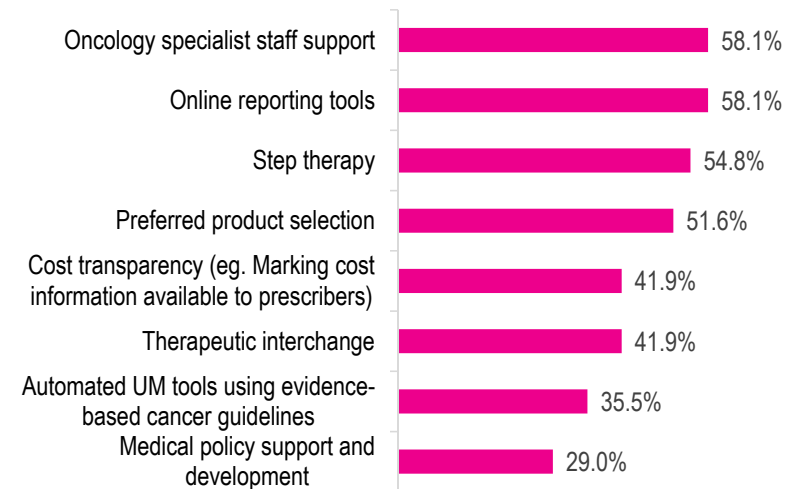 Oncology specialist staff support 58.1%
Online reporting tools 58.1%
Step therapy 54.8%
Preferred product selection 51.6%
Cost transparency (eg. Marking cost
information available to prescribers) 41.9%
Therapeutic interchange 41.9%
Automated UM tools using evidence-
based cancer guidelines 35.5%
Medical policy support and
development 29.0%